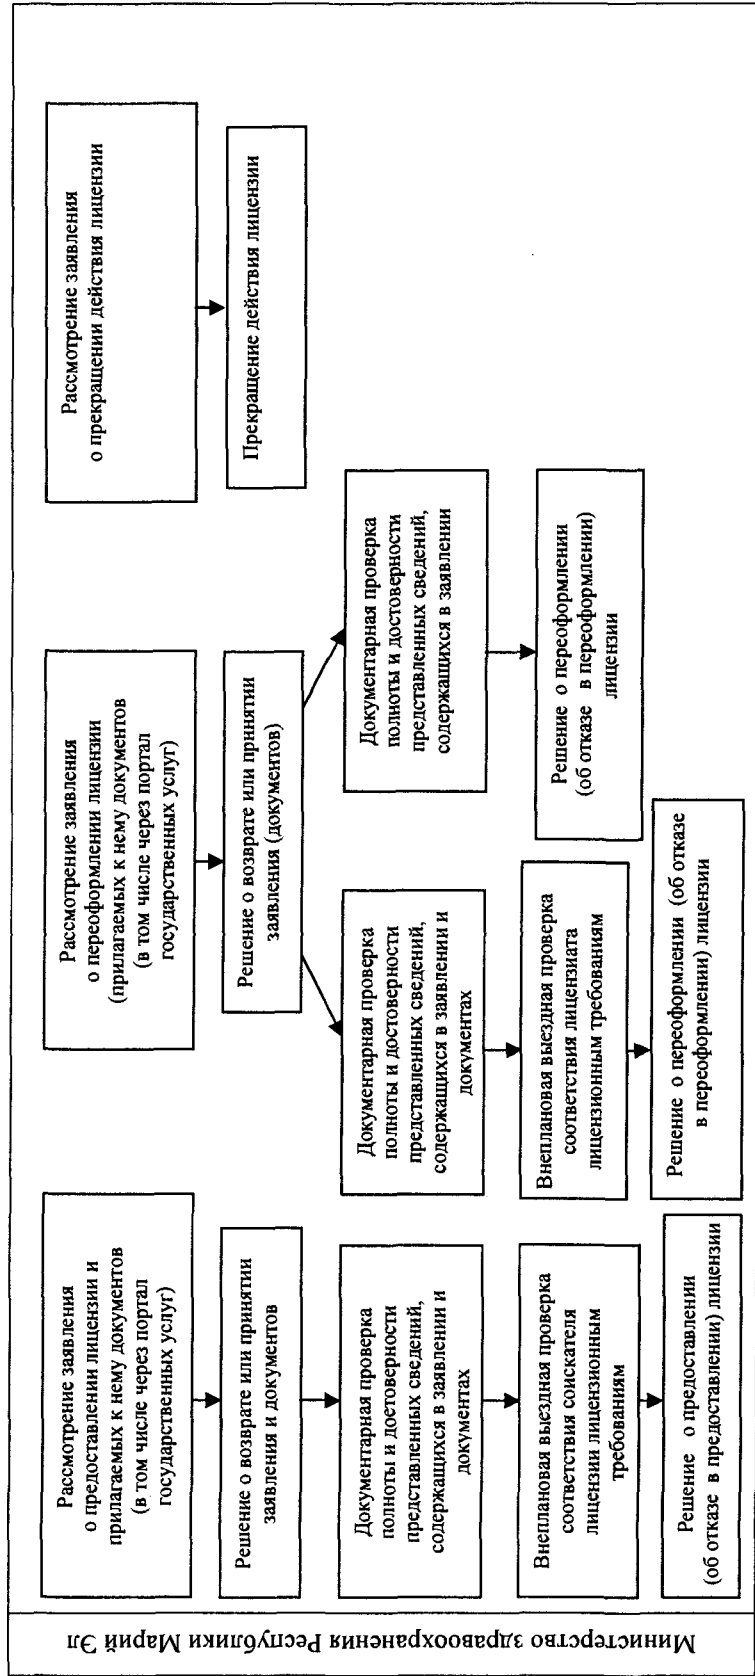 Министерство здравоохранения Республики Марий Эл
Рассмотрение заявления
о предоставлении лицензии и
прилагаемых к нему документов
(в том числе через портал
государственных услуг)
Решение о возврате или принятии
заявления и документов
Документарная проверка
полноты и достоверности
представленных сведений,
содержащихся в заявлении и
документах
Внеплановая выездная проверка
соответствия соискателя
лицензии лицензионным
требованиям
Решение о предоставлении
(об отказе в предоставлении) лицензии
Рассмотрение заявления
о переоформлении лицензии
(прилагаемых к нему документов
(в том числе через портал
государственных услуг)
Решение о возврате или принятии
заявления (документов)
Документарная проверка
полноты и достоверности
представленных сведений,
содержащихся в заявлении и
документах
Внеплановая выездная проверка
соответствия лицензиата
лицензионным требованиям
Решение о переоформлении (об отказе
в переоформлении) лицензии
Документарная проверка
полноты и достоверности
представленных сведений,
содержащихся в заявлении
Решение о переоформлении
(об отказе в переоформлении)
лицензии
Рассмотрение заявления
о прекращении действия лицензии
Прекращение действия лицензии